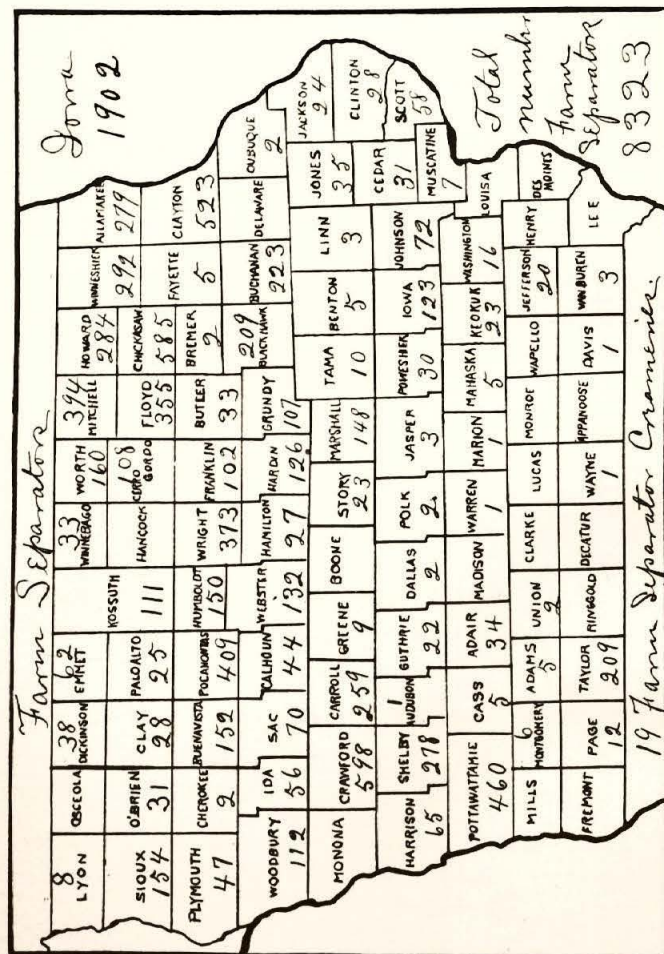 Farm Separators
Iowa
1902
8
LYON
OSCEOLA
38
DICKINSON
62
EMMET
KOSSUTH
111
33
WINNEBAGO
WORTH
160
394
MITCHELL
HOWARD
284
WINNESHIEK
292
ALLAMAKEE
279
SIOUX
154
O'BRIEN
31
CLAY
28
PALO ALTO
25
HANCOCK
108
CERRO
GORDO
FLOYD
355
CHICKASAW
585
FAYETTE
5
CLAYTON
523
PLYMOUTH
47
CHEROKEE
2
BUENA VISTA
152
POCAHONTAS
409
HUMBOLDT
150
WRIGHT
373
FRANKLIN
102
BUTLER
33
BREMER
2
WOODBURY
112
IDA
56
SAC
70
CALHOUN
44
WEBSTER
132
HAMILTON
27
HARDIN
126
GRUNDY
107
209
BLACK HAWK
BUCHANAN
223
DELAWARE
DUBUQUE
2
MONONA
CRAWFORD
598
CARROLL
259
GREENE
9
BOONE
STORY
23
MARSHALL
148
TAMA
10
BENTON
5
LINN
3
JONES
35
JACKSON
24
CLINTON
28
HARRISON
65
SHELBY
278
1
AUDUBON
GUTHRIE
22
DALLAS
2
POLK
2
JASPER
3
POWESHIEK
30
IOWA
123
JOHNSON
72
CEDAR
31
SCOTT
58
MUSCATINE
7
POTTAWATTAMIE
460
CASS
5
ADAIR
34
MADISON
WARREN
1
MARION
1
MAHASKA
5
KEOKUK
23
WASHINGTON
16
LOUISA
MILLS
6
MONTGOMERY
ADAMS
5
UNION
2
CLARKE
LUCAS
MONROE
WAPELLO
JEFFERSON
20
HENRY
DES
MOINES
FREMONT
PAGE
12
TAYLOR
209
RINGGOLD
DECATUR
WAYNE
1
APPANOOSE
DAVIS
1
VAN BUREN
3
LEE
Total
number
Farm
Separators
8323
19 Farm Separator Creameries